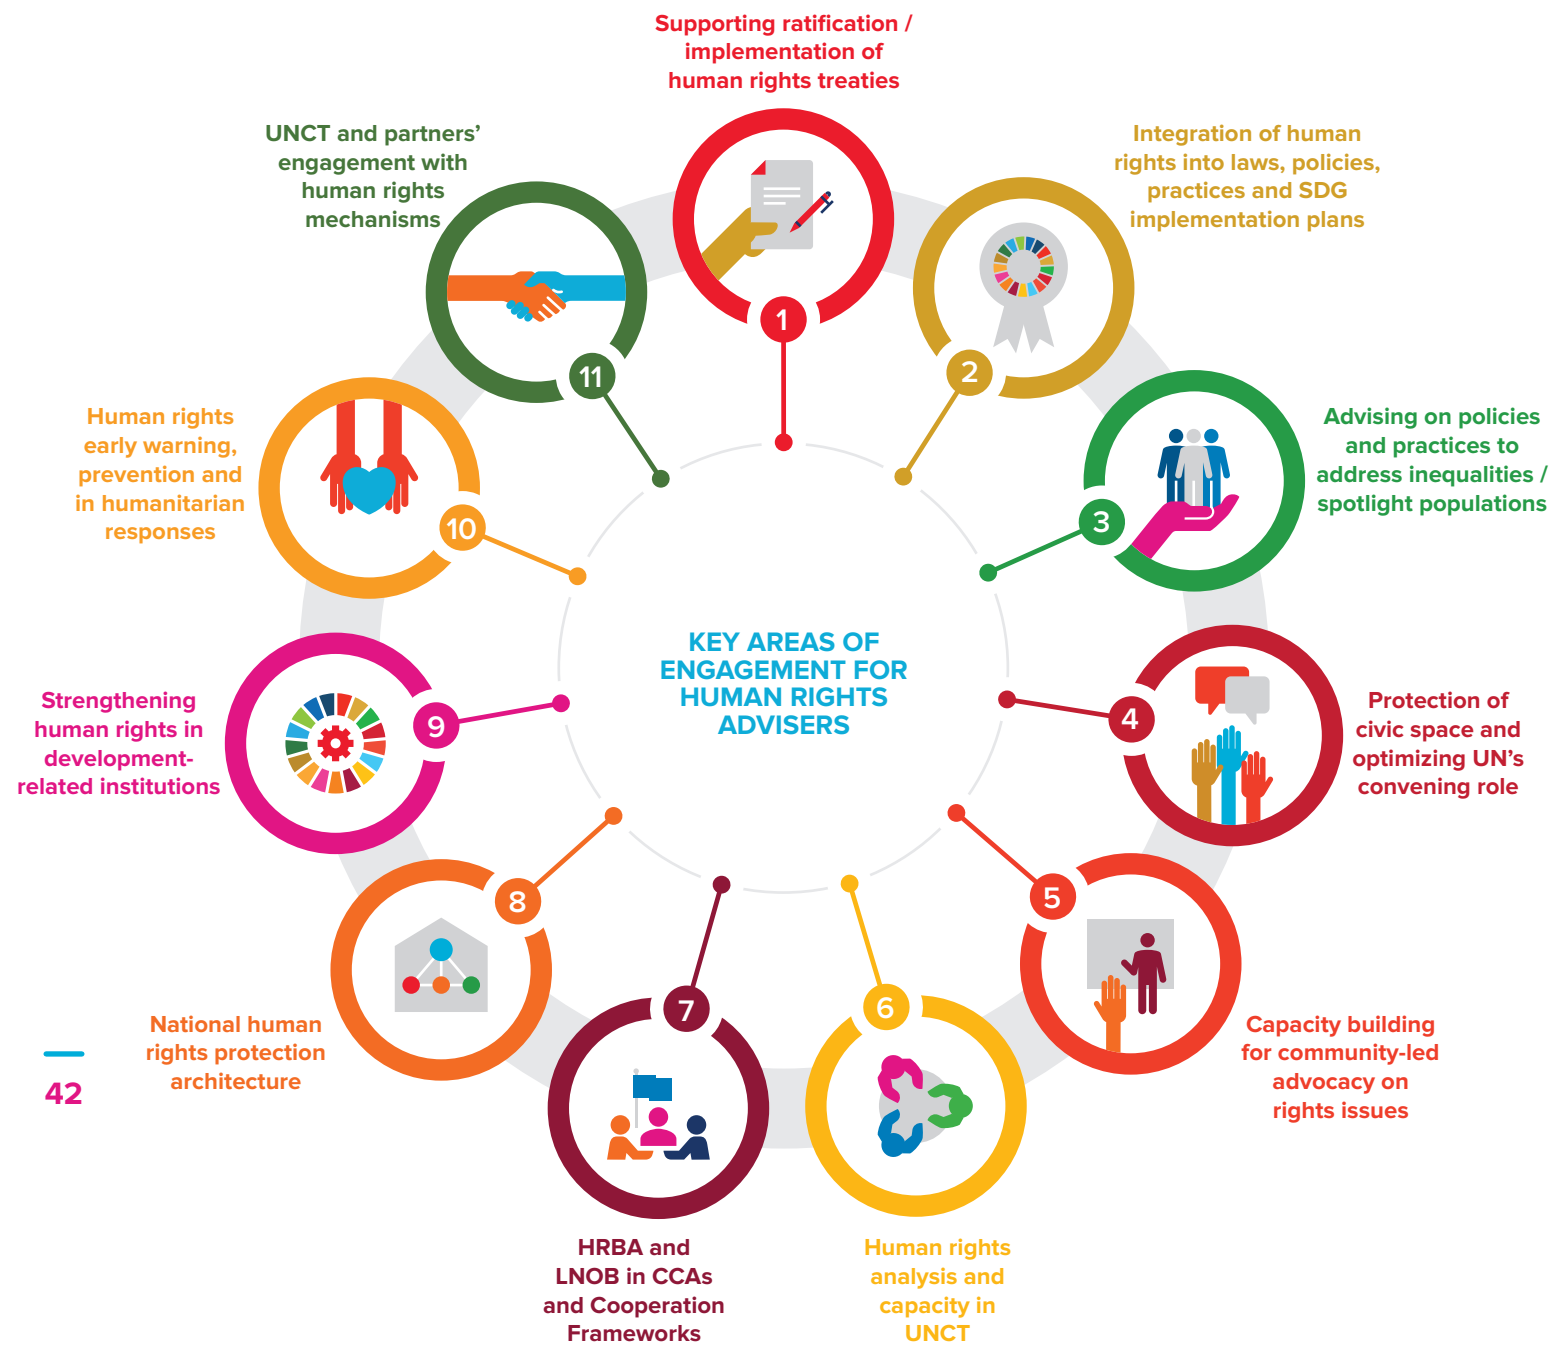 Supporting ratification /
implementation of
human rights treaties
1
Integration of human
rights into laws, policies,
practices and SDG
implementation plans
2
Advising on policies
and practices to
address inequalities /
spotlight populations
3
Protection of
civic space and
optimizing UN’s
convening role
4
Capacity building
for community-led
advocacy on
rights issues
5
Human rights
analysis and
capacity in
UNCT
6
HRBA and
LNOB in CCAs
and Cooperation
Frameworks
7
National human
rights protection
architecture
8
Strengthening
human rights in
development-
related institutions
9
Human rights
early warning,
prevention and
in humanitarian
responses
10
UNCT and partners’
engagement with
human rights
mechanisms
11
KEY AREAS OF
ENGAGEMENT FOR
HUMAN RIGHTS
ADVISERS
42